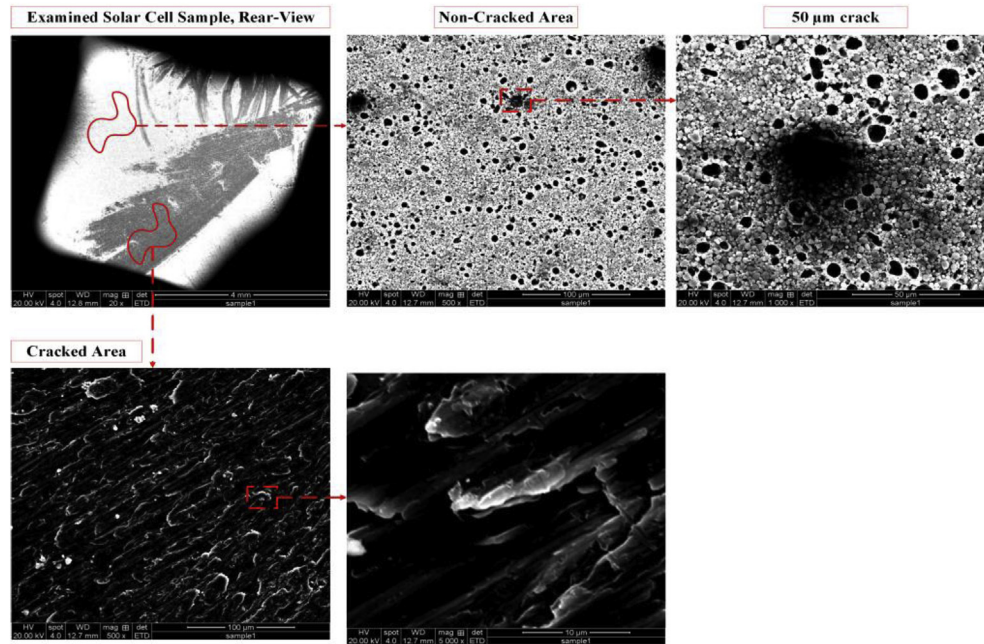 Examined Solar Cell Sample, Rear-View
Non-Cracked Area
50 µm crack
HV spot WD mag ⊞ det
20.00 kV 4.0 12.8 mm 20 x ETD
4 mm
sample1
HV spot WD mag ⊞ det
20.00 kV 4.0 12.7 mm 500 x ETD
100 µm
sample1
HV spot WD mag ⊞ det
20.00 kV 4.0 12.7 mm 1 000 x ETD
50 µm
sample1
Cracked Area
HV spot WD mag ⊞ det
20.00 kV 4.0 12.7 mm 500 x ETD
100 µm
sample1
HV spot WD mag ⊞ det
20.00 kV 4.0 12.7 mm 5 000 x ETD
10 µm
sample1